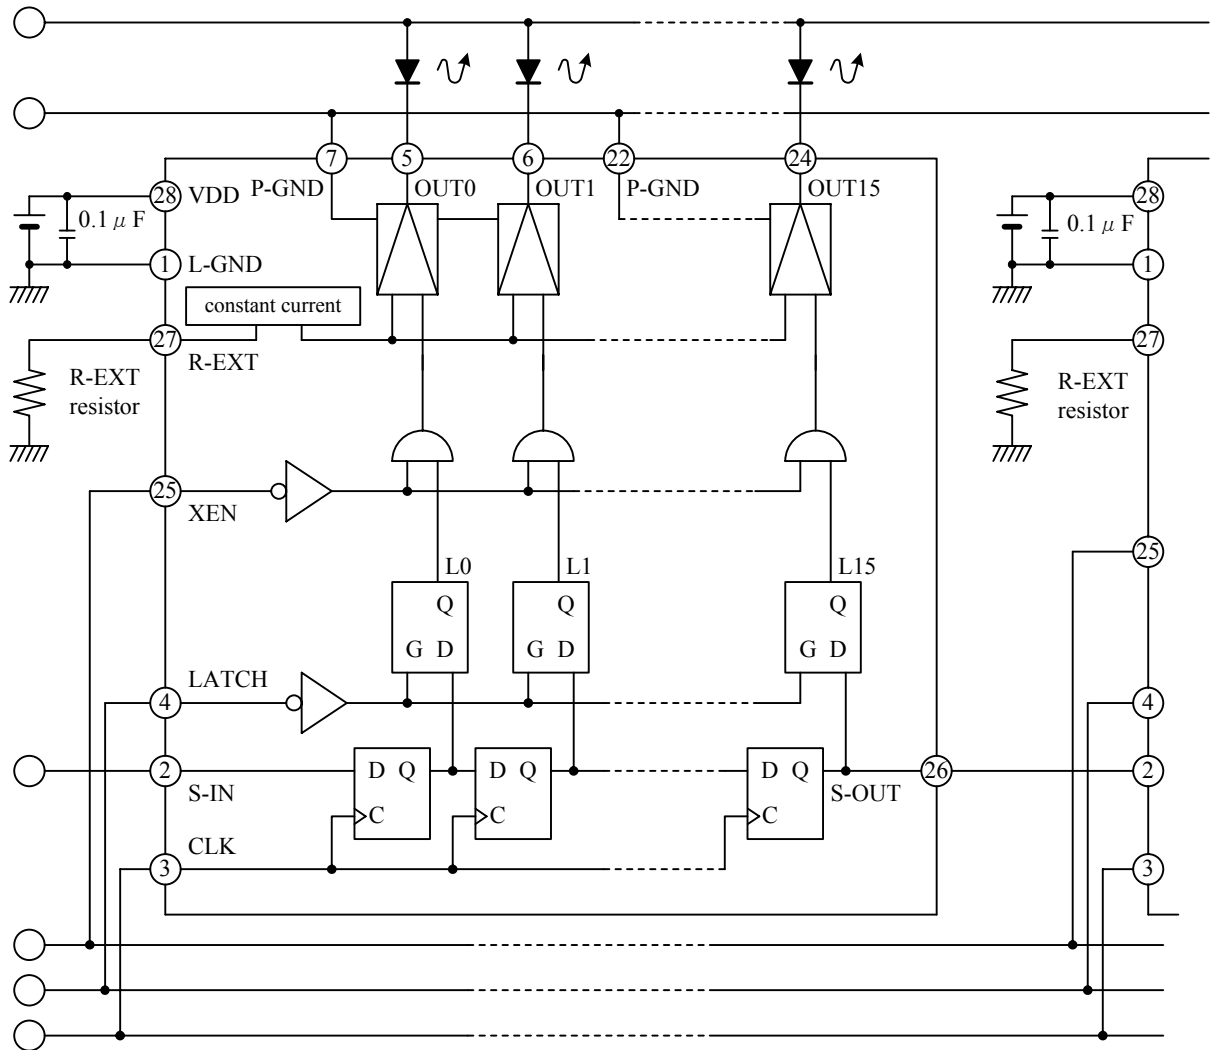 7
5
6
22
24
P-GND
OUT0
OUT1
P-GND
OUT15
28
VDD
28
0.1 μ F
0.1 μ F
1
L-GND
1
constant current
27
R-EXT
27
R-EXT
resistor
R-EXT
resistor
25
XEN
25
L0
L1
L15
Q
Q
Q
G D
G D
G D
LATCH
4
4
D Q
D Q
D Q
2
S-IN
S-OUT
26
2
C
C
C
CLK
3
3